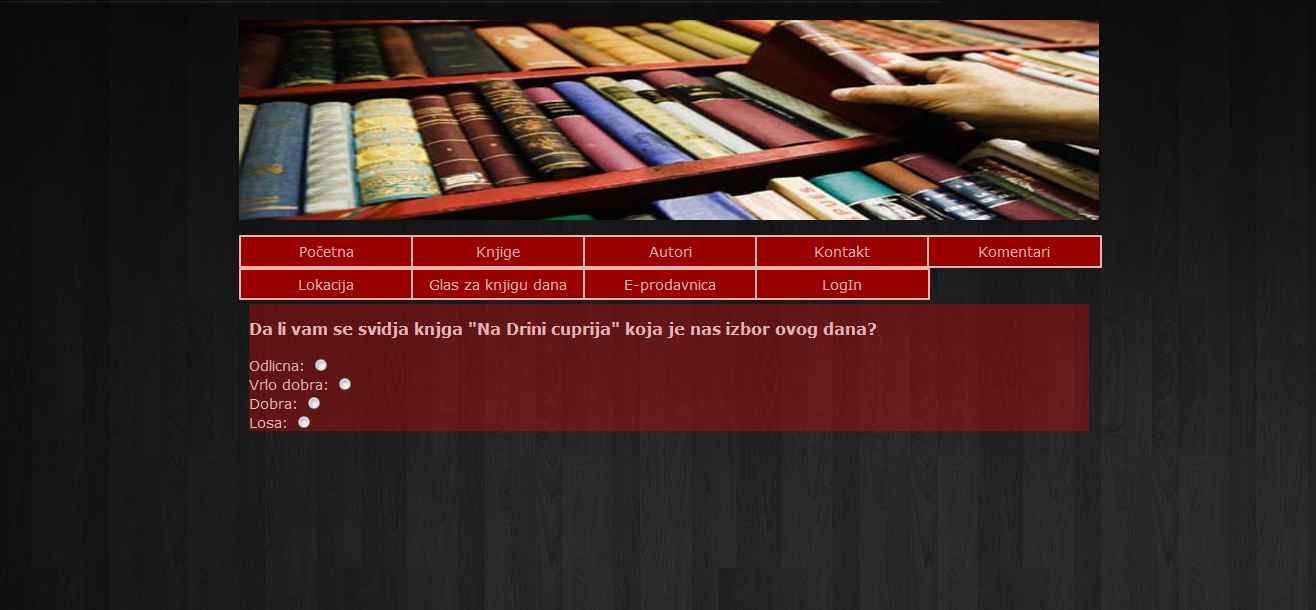 Početna Knjige Autori Kontakt Komentari
Lokacija Glas za knjigu dana E-prodavnica LogIn
Da li vam se svidja knjga "Na Drini cuprija" koja je nas izbor ovog dana?
Odlicna:
Vrlo dobra:
Dobra:
Losa: